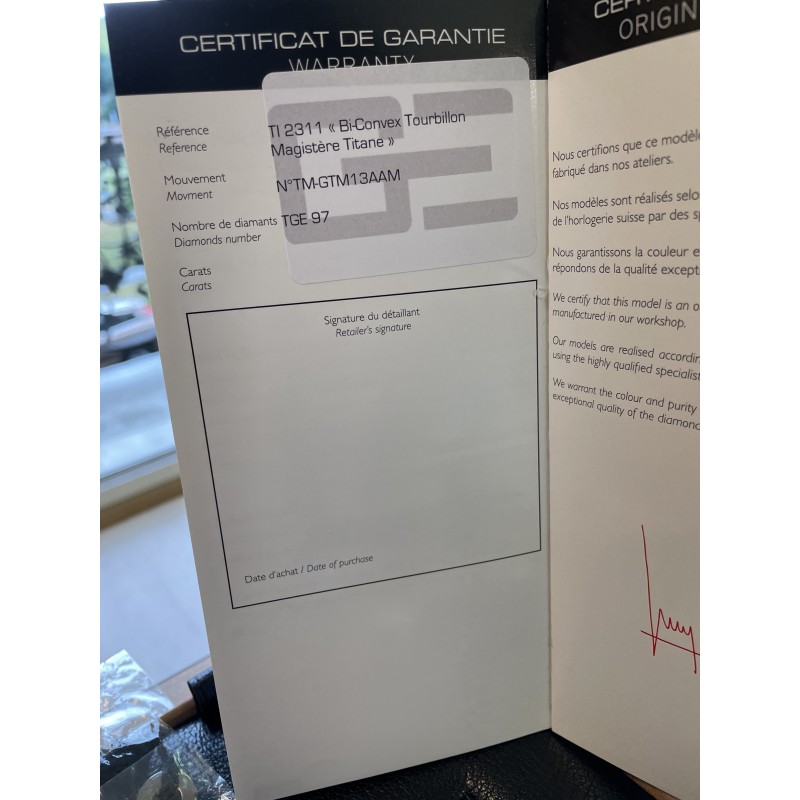 CERTIFICAT DE GARANTIE
WARRANTY
Référence
Reference
TI 2311 « Bi-Convex Tourbillon
Magistère Titane »
Mouvement
Movment
N°TM-GTM13AAM
Nombre de diamants TGE 97
Diamonds number
Carats
Carats
Signature du détaillant
Retailer's signature
Date d'achat / Date of purchase
ORIGIN
Nous certifions que ce modèle
fabriqué dans nos ateliers.
Nos modèles sont réalisés selo
de l'horlogerie suisse par des sp
Nous garantissons la couleur e
répondons de la qualité except
We certify that this model is an o
manufactured in our workshop.
Our models are realised accordin
using the highly qualified specialist
We warrant the colour and purity
exceptional quality of the diamond